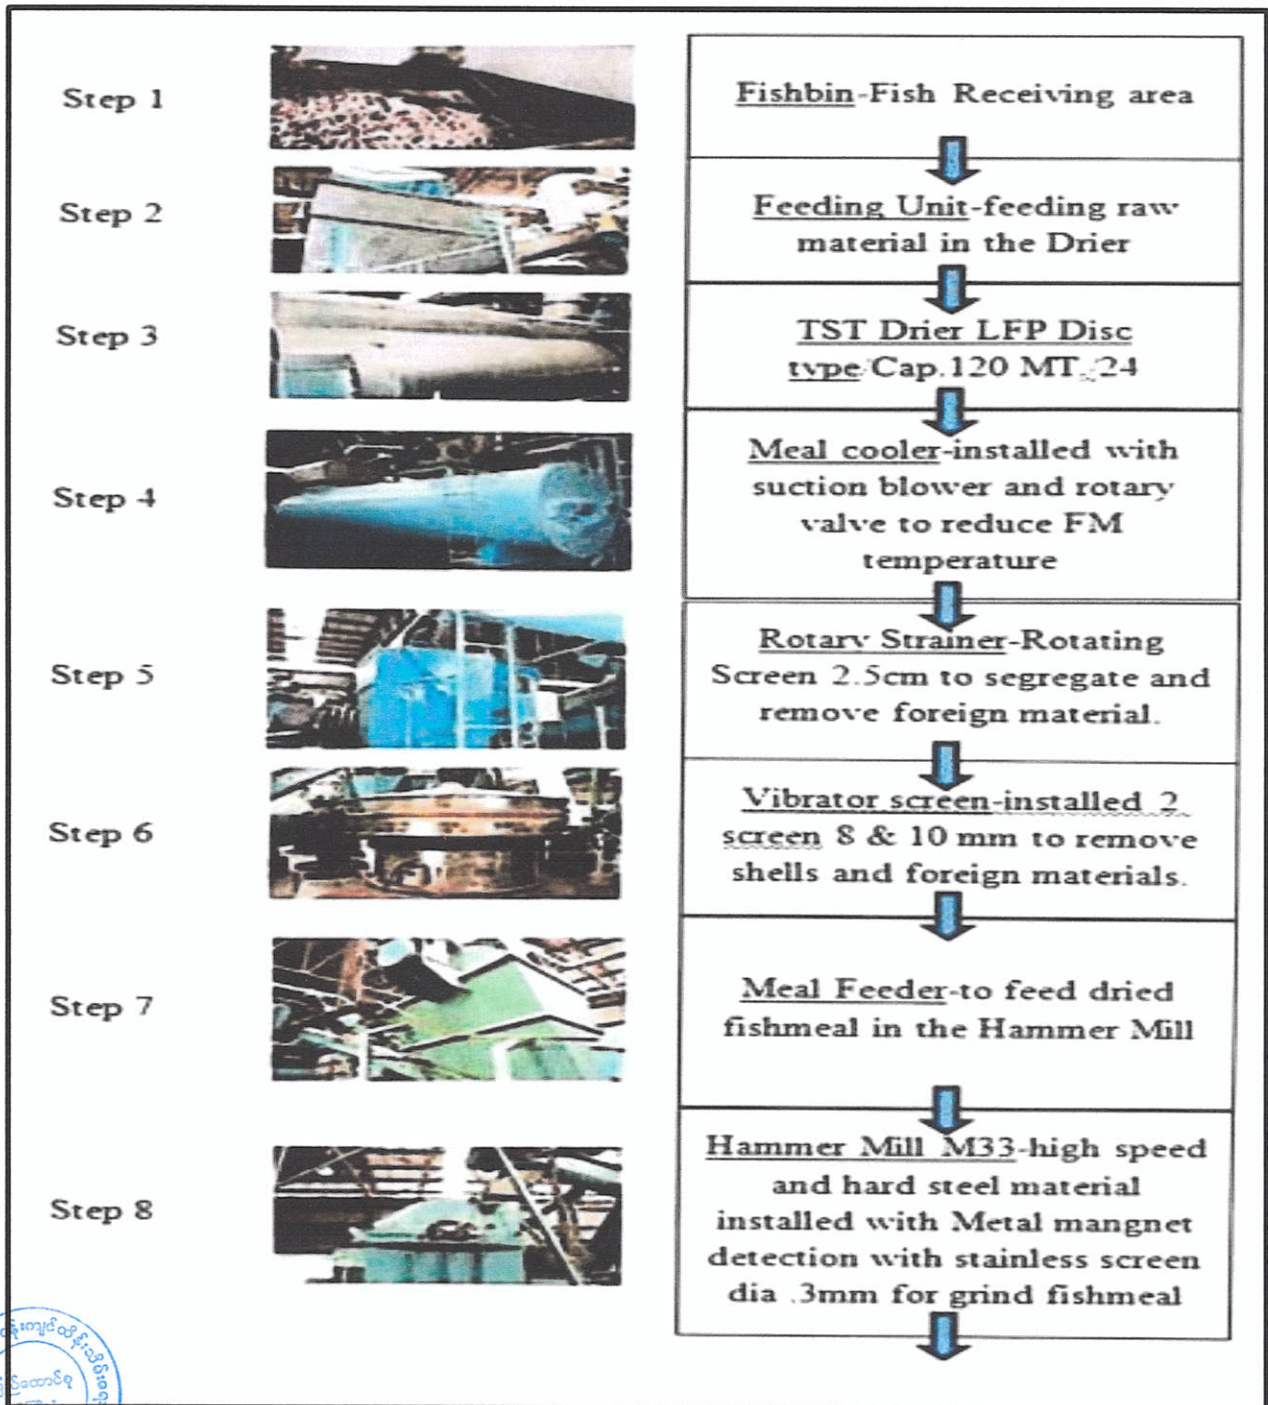 Step 1
Fishbin-Fish Receiving area
Step 2
Feeding Unit-feeding raw
material in the Drier
Step 3
TST Drier LFP Disc
type Cap.120 MT. 24
Step 4
Meal cooler-installed with
suction blower and rotary
valve to reduce FM
temperature
Step 5
Rotary Strainer-Rotating
Screen 2.5cm to segregate and
remove foreign material.
Step 6
Vibrator screen-installed 2
screen 8 & 10 mm to remove
shells and foreign materials.
Step 7
Meal Feeder-to feed dried
fishmeal in the Hammer Mill
Step 8
Hammer Mill M33-high speed
and hard steel material
installed with Metal mangnet
detection with stainless screen
dia .3mm for grind fishmeal